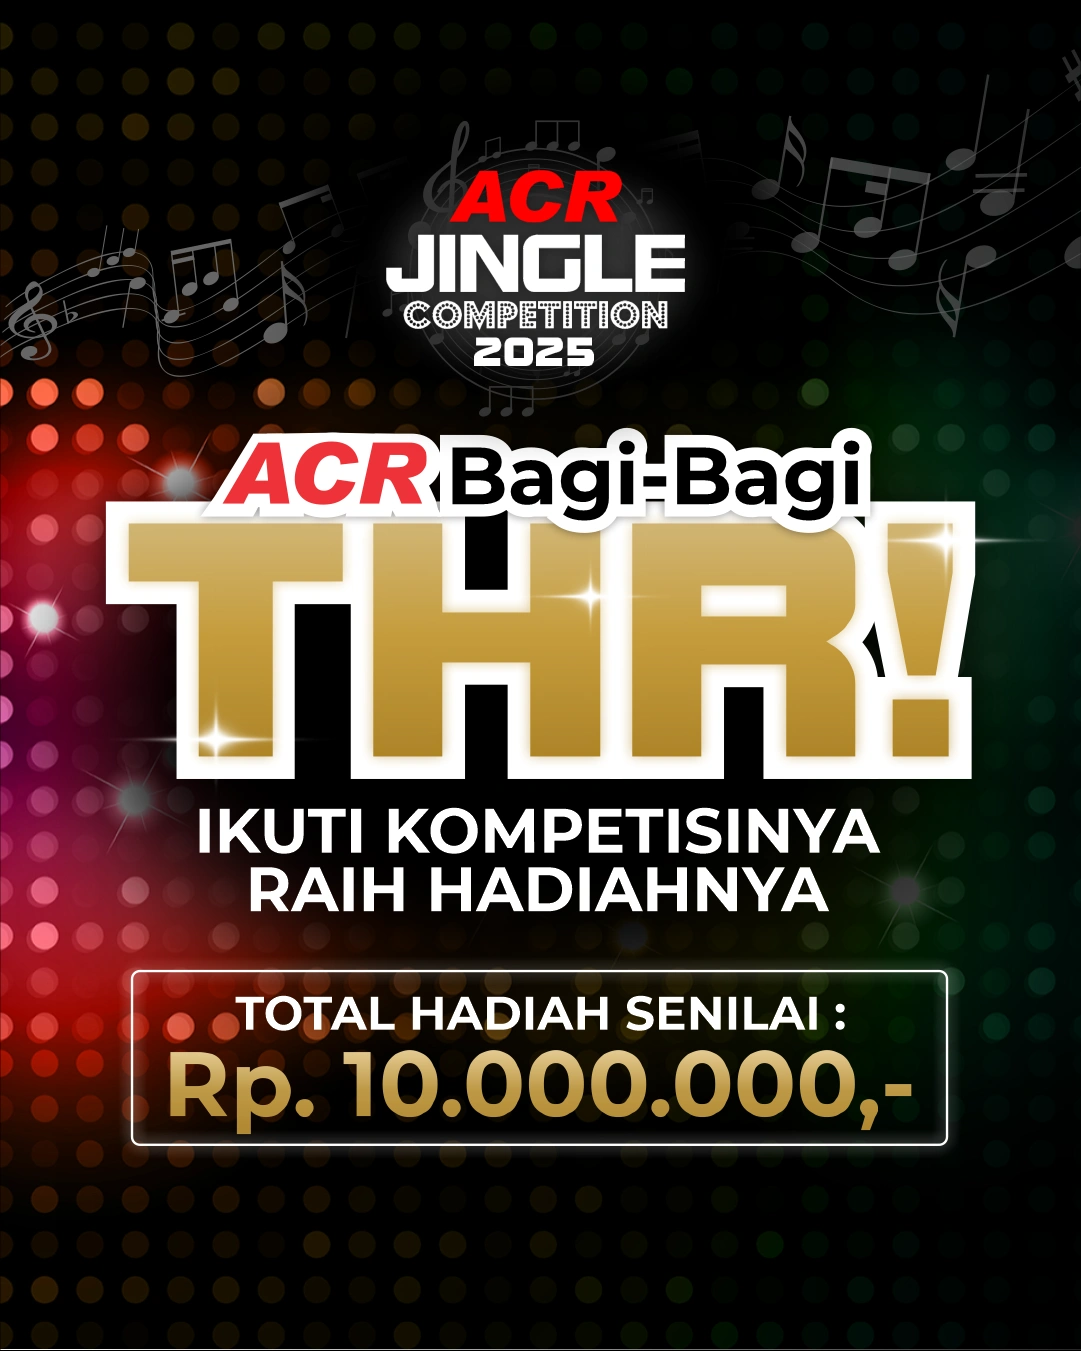 ACR
JINGLE
COMPETITION
2025
ACR Bagi-Bagi
THR!
IKUTI KOMPETISINYA
RAIH HADIAHNYA
TOTAL HADIAH SENILAI :
Rp. 10.000.000,-